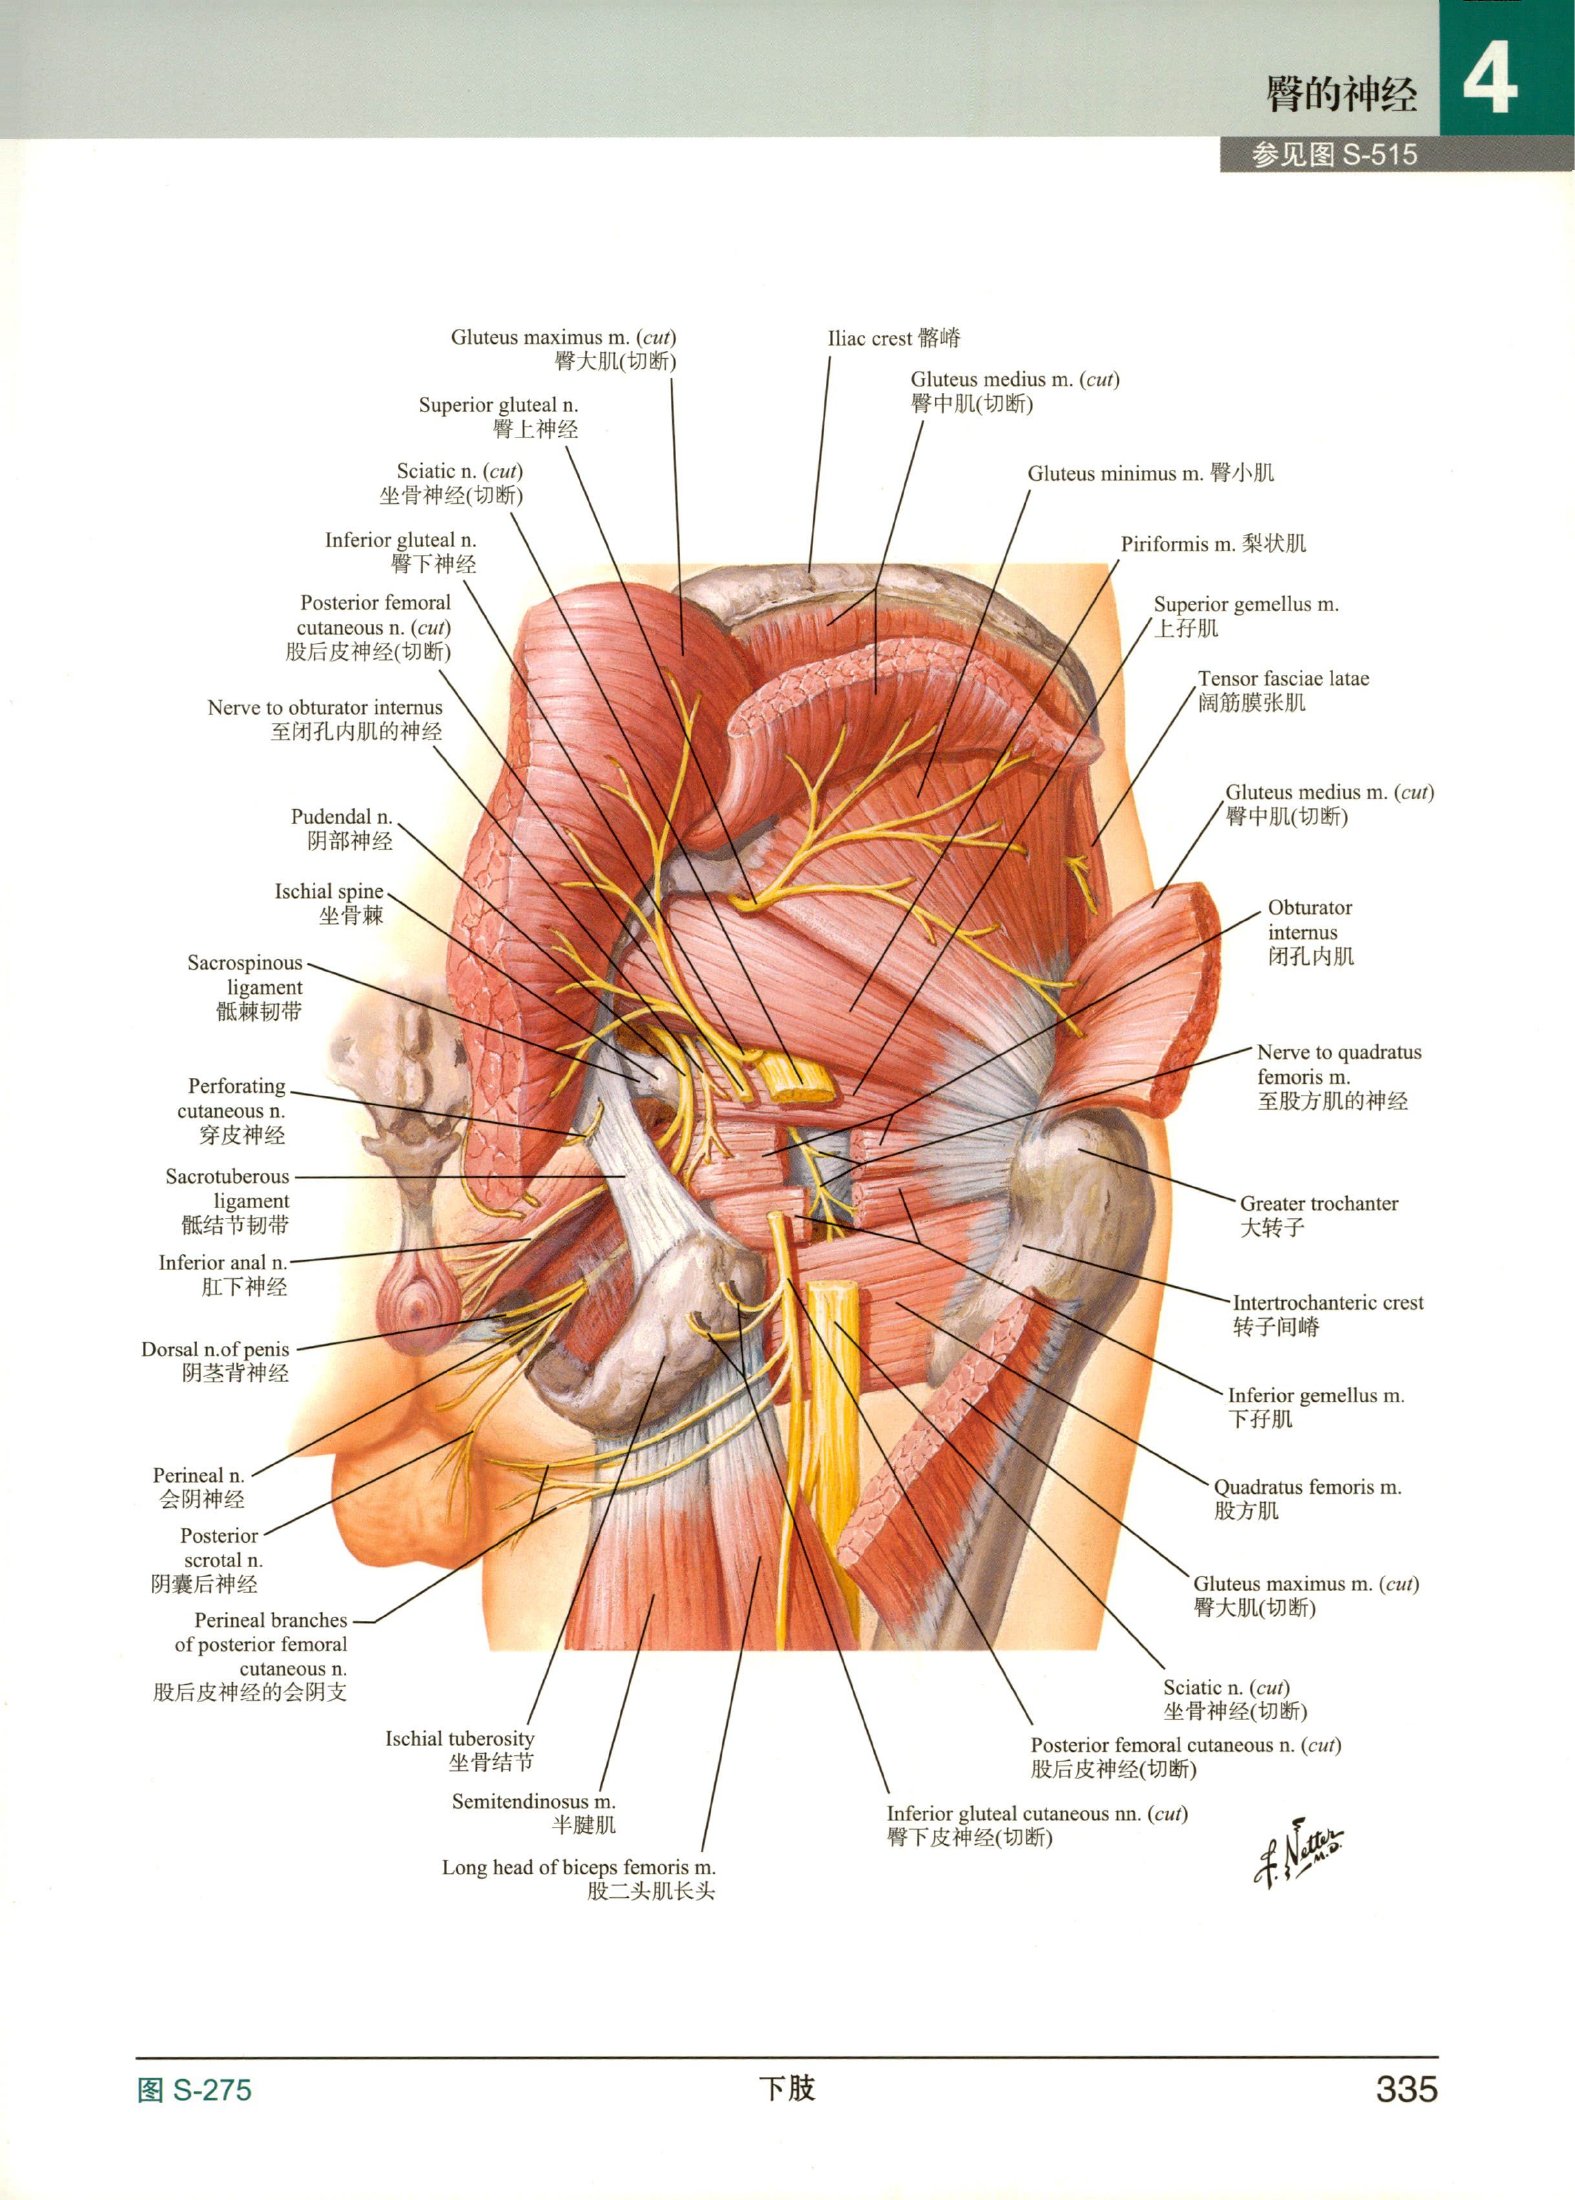 臀的神经
4
参见图 S-515
Gluteus maximus m. (cut)
臀大肌(切断)
Iliac crest 髂嵴
Gluteus medius m. (cut)
臀中肌(切断)
Superior gluteal n.
臀上神经
Sciatic n. (cut)
坐骨神经(切断)
Gluteus minimus m. 臀小肌
Inferior gluteal n.
臀下神经
Piriformis m. 梨状肌
Posterior femoral
cutaneous n. (cut)
股后皮神经(切断)
Superior gemellus m.
上孖肌
Tensor fasciae latae
阔筋膜张肌
Nerve to obturator internus
至闭孔内肌的神经
Gluteus medius m. (cut)
臀中肌(切断)
Pudendal n.
阴部神经
Ischial spine
坐骨棘
Obturator
internus
闭孔内肌
Sacrospinous
ligament
骶棘韧带
Nerve to quadratus
femoris m.
至股方肌的神经
Perforating
cutaneous n.
穿皮神经
Sacrotuberous
ligament
骶结节韧带
Greater trochanter
大转子
Inferior anal n.
肛下神经
Intertrochanteric crest
转子间嵴
Dorsal n.of penis
阴茎背神经
Inferior gemellus m.
下孖肌
Perineal n.
会阴神经
Quadratus femoris m.
股方肌
Posterior
scrotal n.
阴囊后神经
Gluteus maximus m. (cut)
臀大肌(切断)
Perineal branches
of posterior femoral
cutaneous n.
股后皮神经的会阴支
Sciatic n. (cut)
坐骨神经(切断)
Ischial tuberosity
坐骨结节
Posterior femoral cutaneous n. (cut)
股后皮神经(切断)
Semitendinosus m.
半腱肌
Inferior gluteal cutaneous nn. (cut)
臀下皮神经(切断)
Long head of biceps femoris m.
股二头肌长头
F. Netter
M.D.
图 S-275
下肢
335